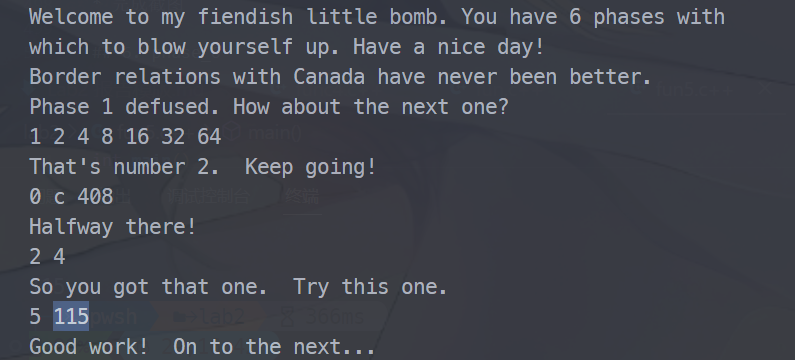 Welcome to my fiendish little bomb. You have 6 phases with
which to blow yourself up. Have a nice day!
Border relations with Canada have never been better.
Phase 1 defused. How about the next one?
1 2 4 8 16 32 64
That's number 2.  Keep going!
0 c 408
Halfway there!
2 4
So you got that one.  Try this one.
5 115
Good work!  On to the next...